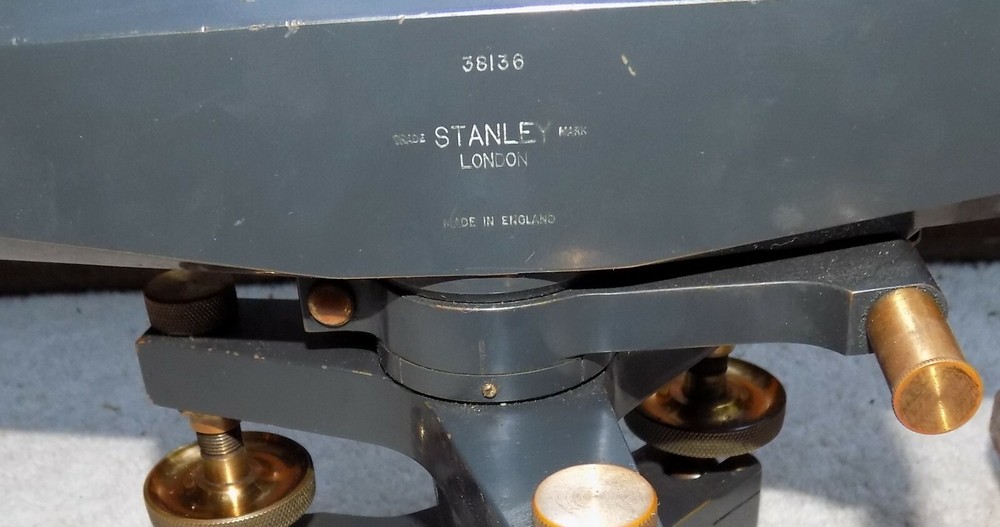 38136
TRADE STANLEY MARK
LONDON
MADE IN ENGLAND